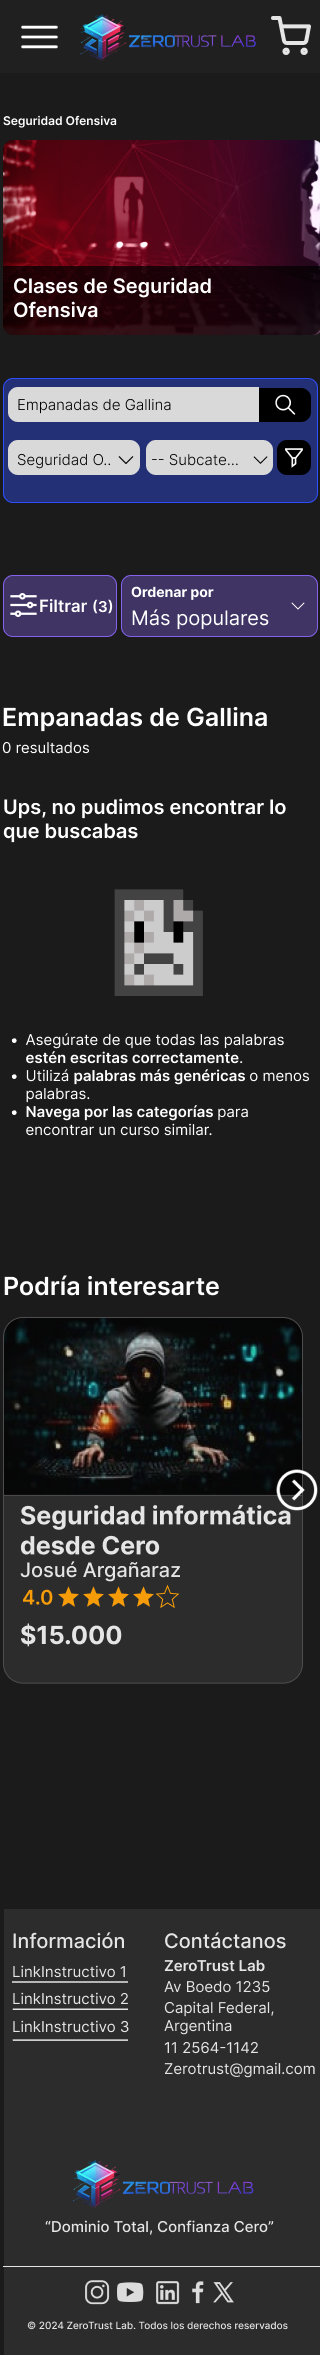 ZEROTRUST LAB
Seguridad Ofensiva
Clases de Seguridad
Ofensiva
Empanadas de Gallina
Seguridad O..
-- Subcate...
Filtrar (3)
Ordenar por
Más populares
Empanadas de Gallina
0 resultados
Ups, no pudimos encontrar lo
que buscabas
• Asegúrate de que todas las palabras
estén escritas correctamente.
• Utilizá palabras más genéricas o menos
palabras.
• Navega por las categorías para
encontrar un curso similar.
Podría interesarte
Seguridad informática
desde Cero
Josué Argañaraz
4.0
$15.000
Información
LinkInstructivo 1
LinkInstructivo 2
LinkInstructivo 3
Contáctanos
ZeroTrust Lab
Av Boedo 1235
Capital Federal,
Argentina
11 2564-1142
Zerotrust@gmail.com
ZEROTRUST LAB
“Dominio Total, Confianza Cero”
© 2024 ZeroTrust Lab. Todos los derechos reservados